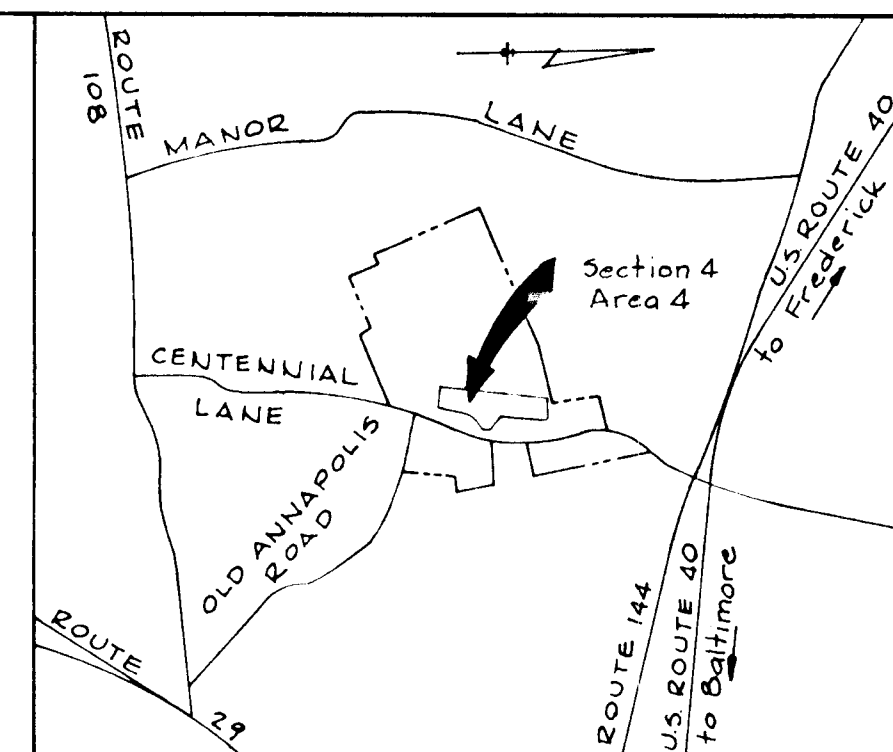 ROUTE
108
MANOR LANE
Section 4
Area 4
U.S. ROUTE 40
to Frederick
CENTENNIAL
LANE
OLD ANNAPOLIS
ROAD
ROUTE
29
ROUTE 144
U.S. ROUTE 40
to Baltimore